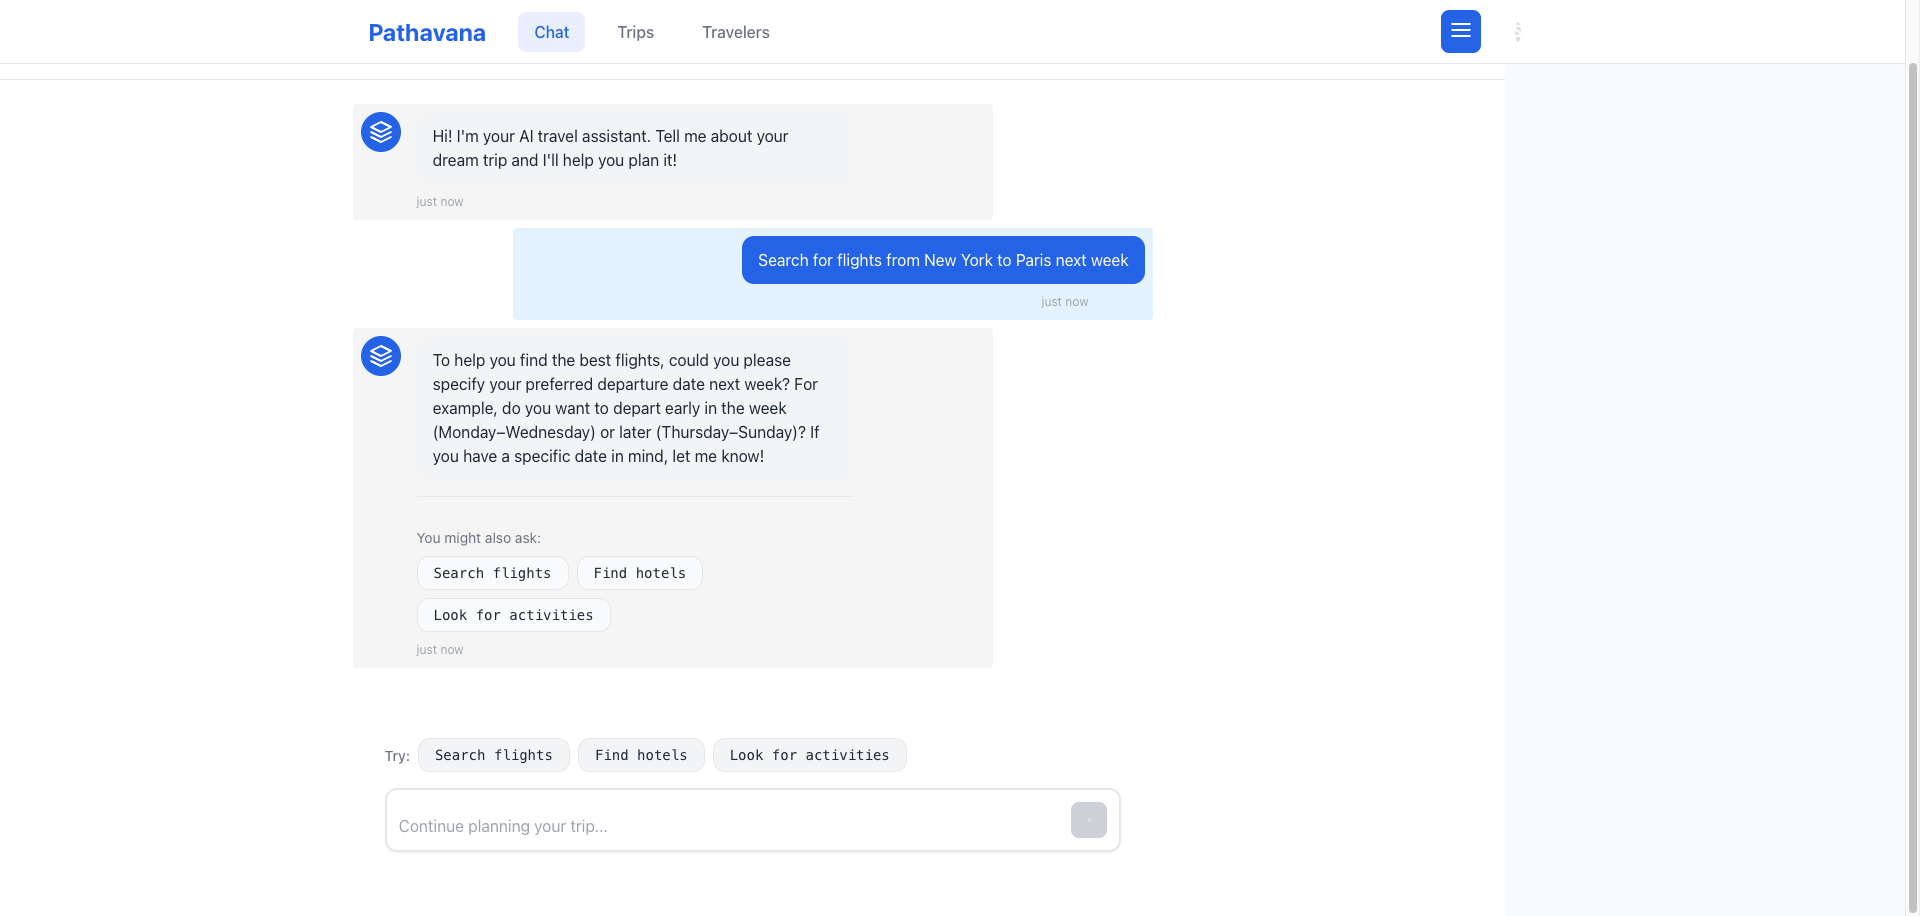 Pathavana
Chat
Trips
Travelers
Hi! I'm your AI travel assistant. Tell me about your
dream trip and I'll help you plan it!
just now
Search for flights from New York to Paris next week
just now
To help you find the best flights, could you please
specify your preferred departure date next week? For
example, do you want to depart early in the week
(Monday–Wednesday) or later (Thursday–Sunday)? If
you have a specific date in mind, let me know!
You might also ask:
Search flights
Find hotels
Look for activities
just now
Try:
Search flights
Find hotels
Look for activities
Continue planning your trip...